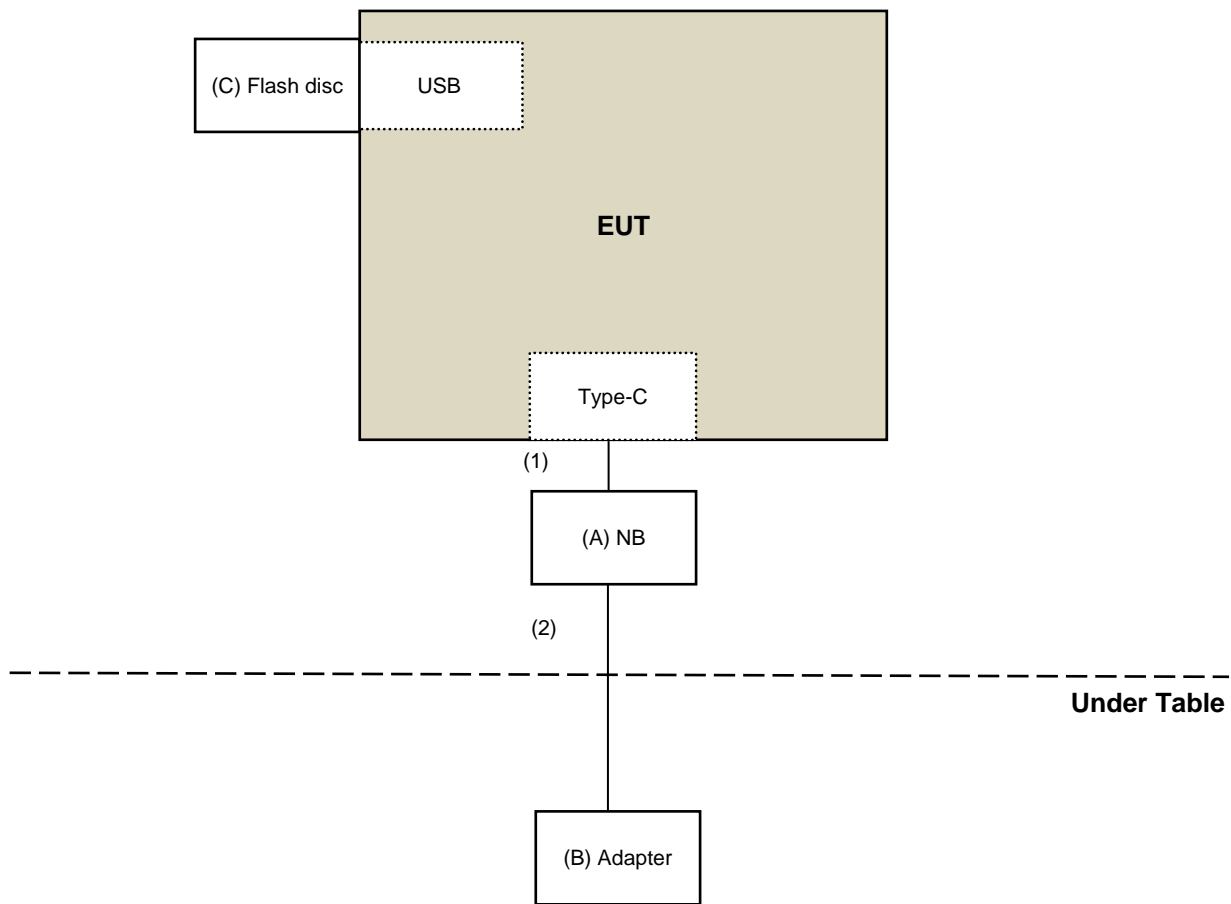 (C) Flash disc
USB
EUT
Type-C
(1)
(A) NB
(2)
Under Table
(B) Adapter